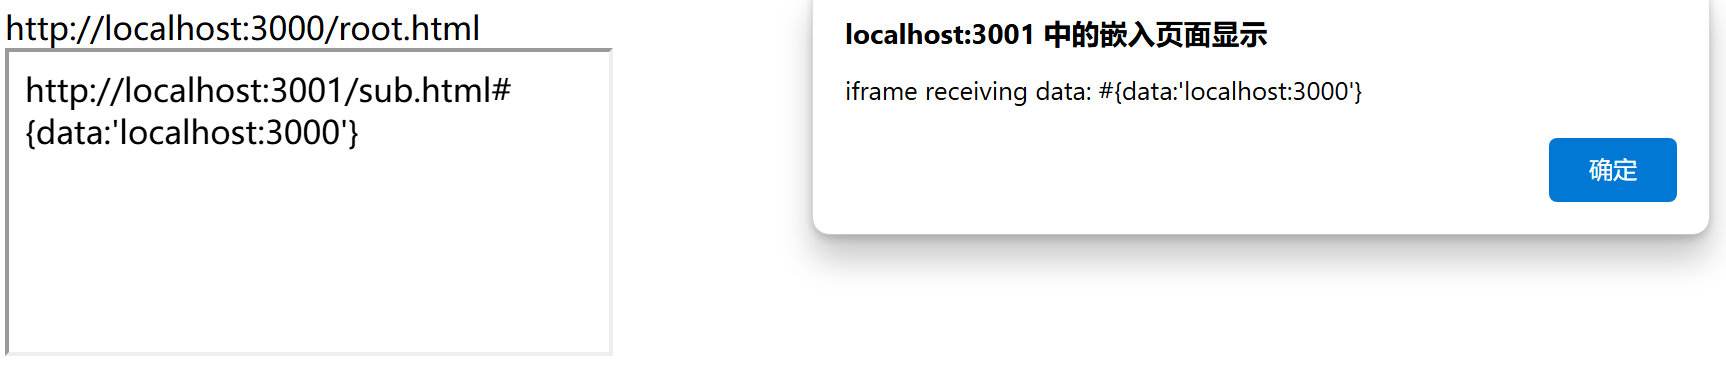 http://localhost:3000/root.html
http://localhost:3001/sub.html#
{data:'localhost:3000'}
localhost:3001 中的嵌入页面显示
iframe receiving data: #{data:'localhost:3000'}
确定